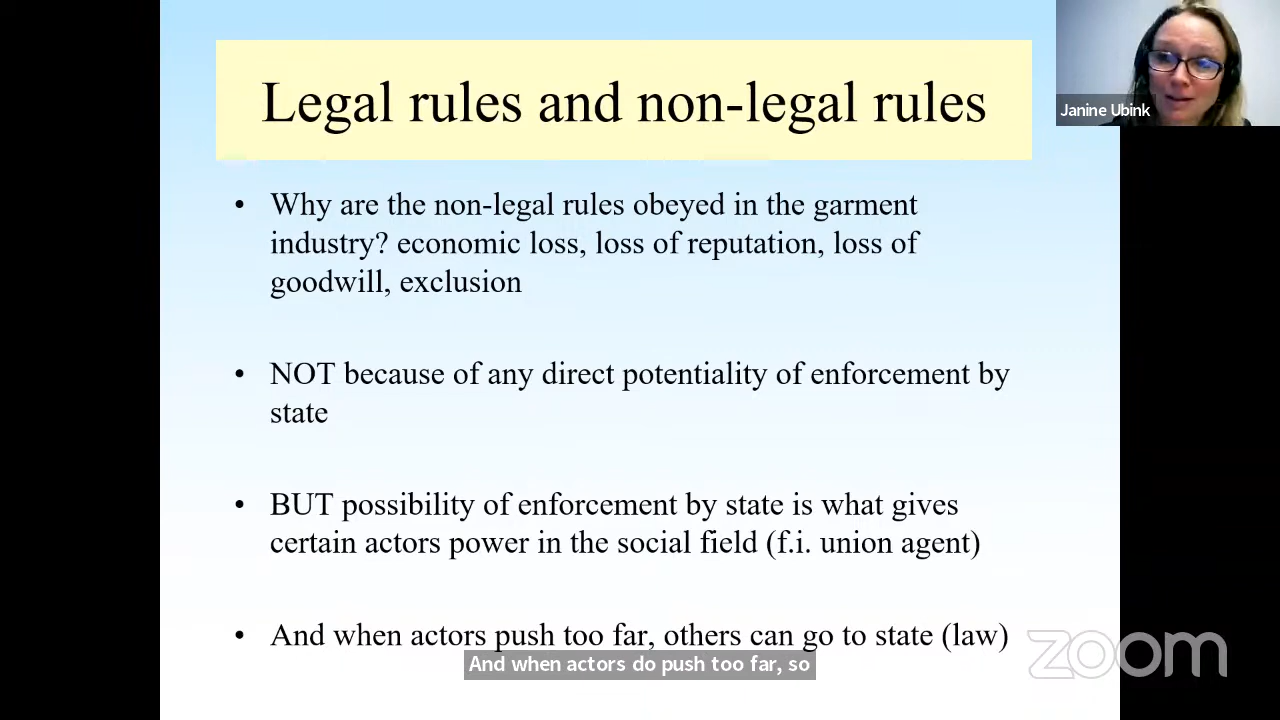 Legal rules and non-legal rules
Janine Ubink
• Why are the non-legal rules obeyed in the garment
industry? economic loss, loss of reputation, loss of
goodwill, exclusion
• NOT because of any direct potentiality of enforcement by
state
• BUT possibility of enforcement by state is what gives
certain actors power in the social field (f.i. union agent)
• And when actors push too far, others can go to state (law)
And when actors do push too far, so
zoom